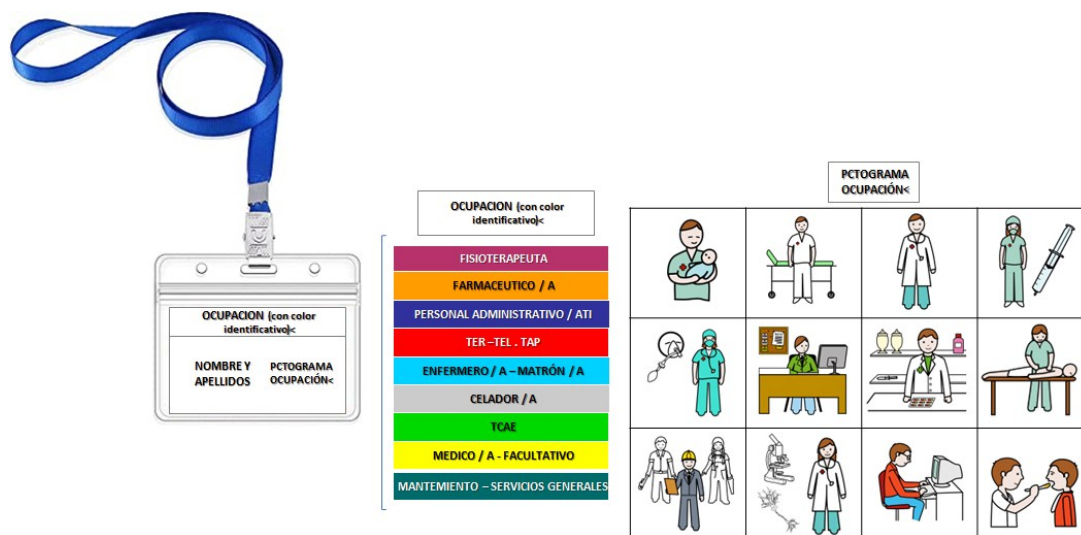 OCUPACION (con color
identificativo)<
NOMBRE Y
APELLIDOS
PCTOGRAMA
OCUPACIÓN<
OCUPACION (con color
identificativo)<
FISIOTERAPEUTA
FARMACEUTICO / A
PERSONAL ADMINISTRATIVO / ATI
TER –TEL . TAP
ENFERMERO / A – MATRÓN / A
CELADOR / A
TCAE
MEDICO / A - FACULTATIVO
MANTEMIENTO – SERVICIOS GENERALES
PCTOGRAMA
OCUPACIÓN<